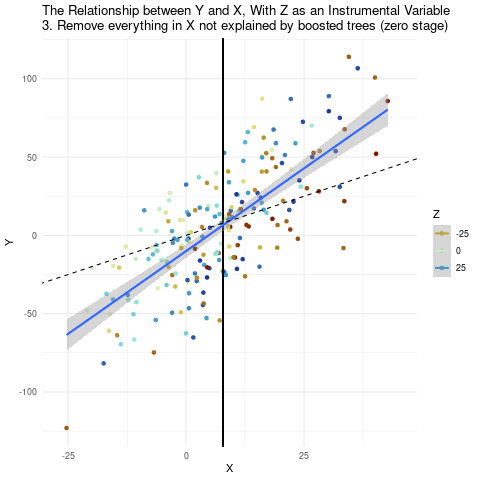 The Relationship between Y and X, With Z as an Instrumental Variable
3. Remove everything in X not explained by boosted trees (zero stage)
100
50
0
-50
-100
Y
-25
0
25
X
Z
-25
0
25